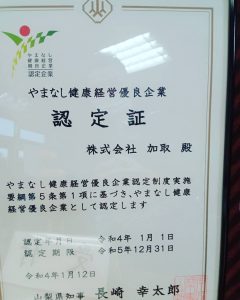 やまなし
健康経営
優良企業
認定企業
やまなし健康経営優良企業
認定証
株式会社 加取 殿
やまなし健康経営優良企業認定制度実施
要綱第5条第1項に基づき、やまなし健康
経営優良企業として認定します
認定年月日 令和4年 1月 1日
認定期限 令和5年12月31日
令和4年1月12日
山梨県知事 長崎 幸太郎